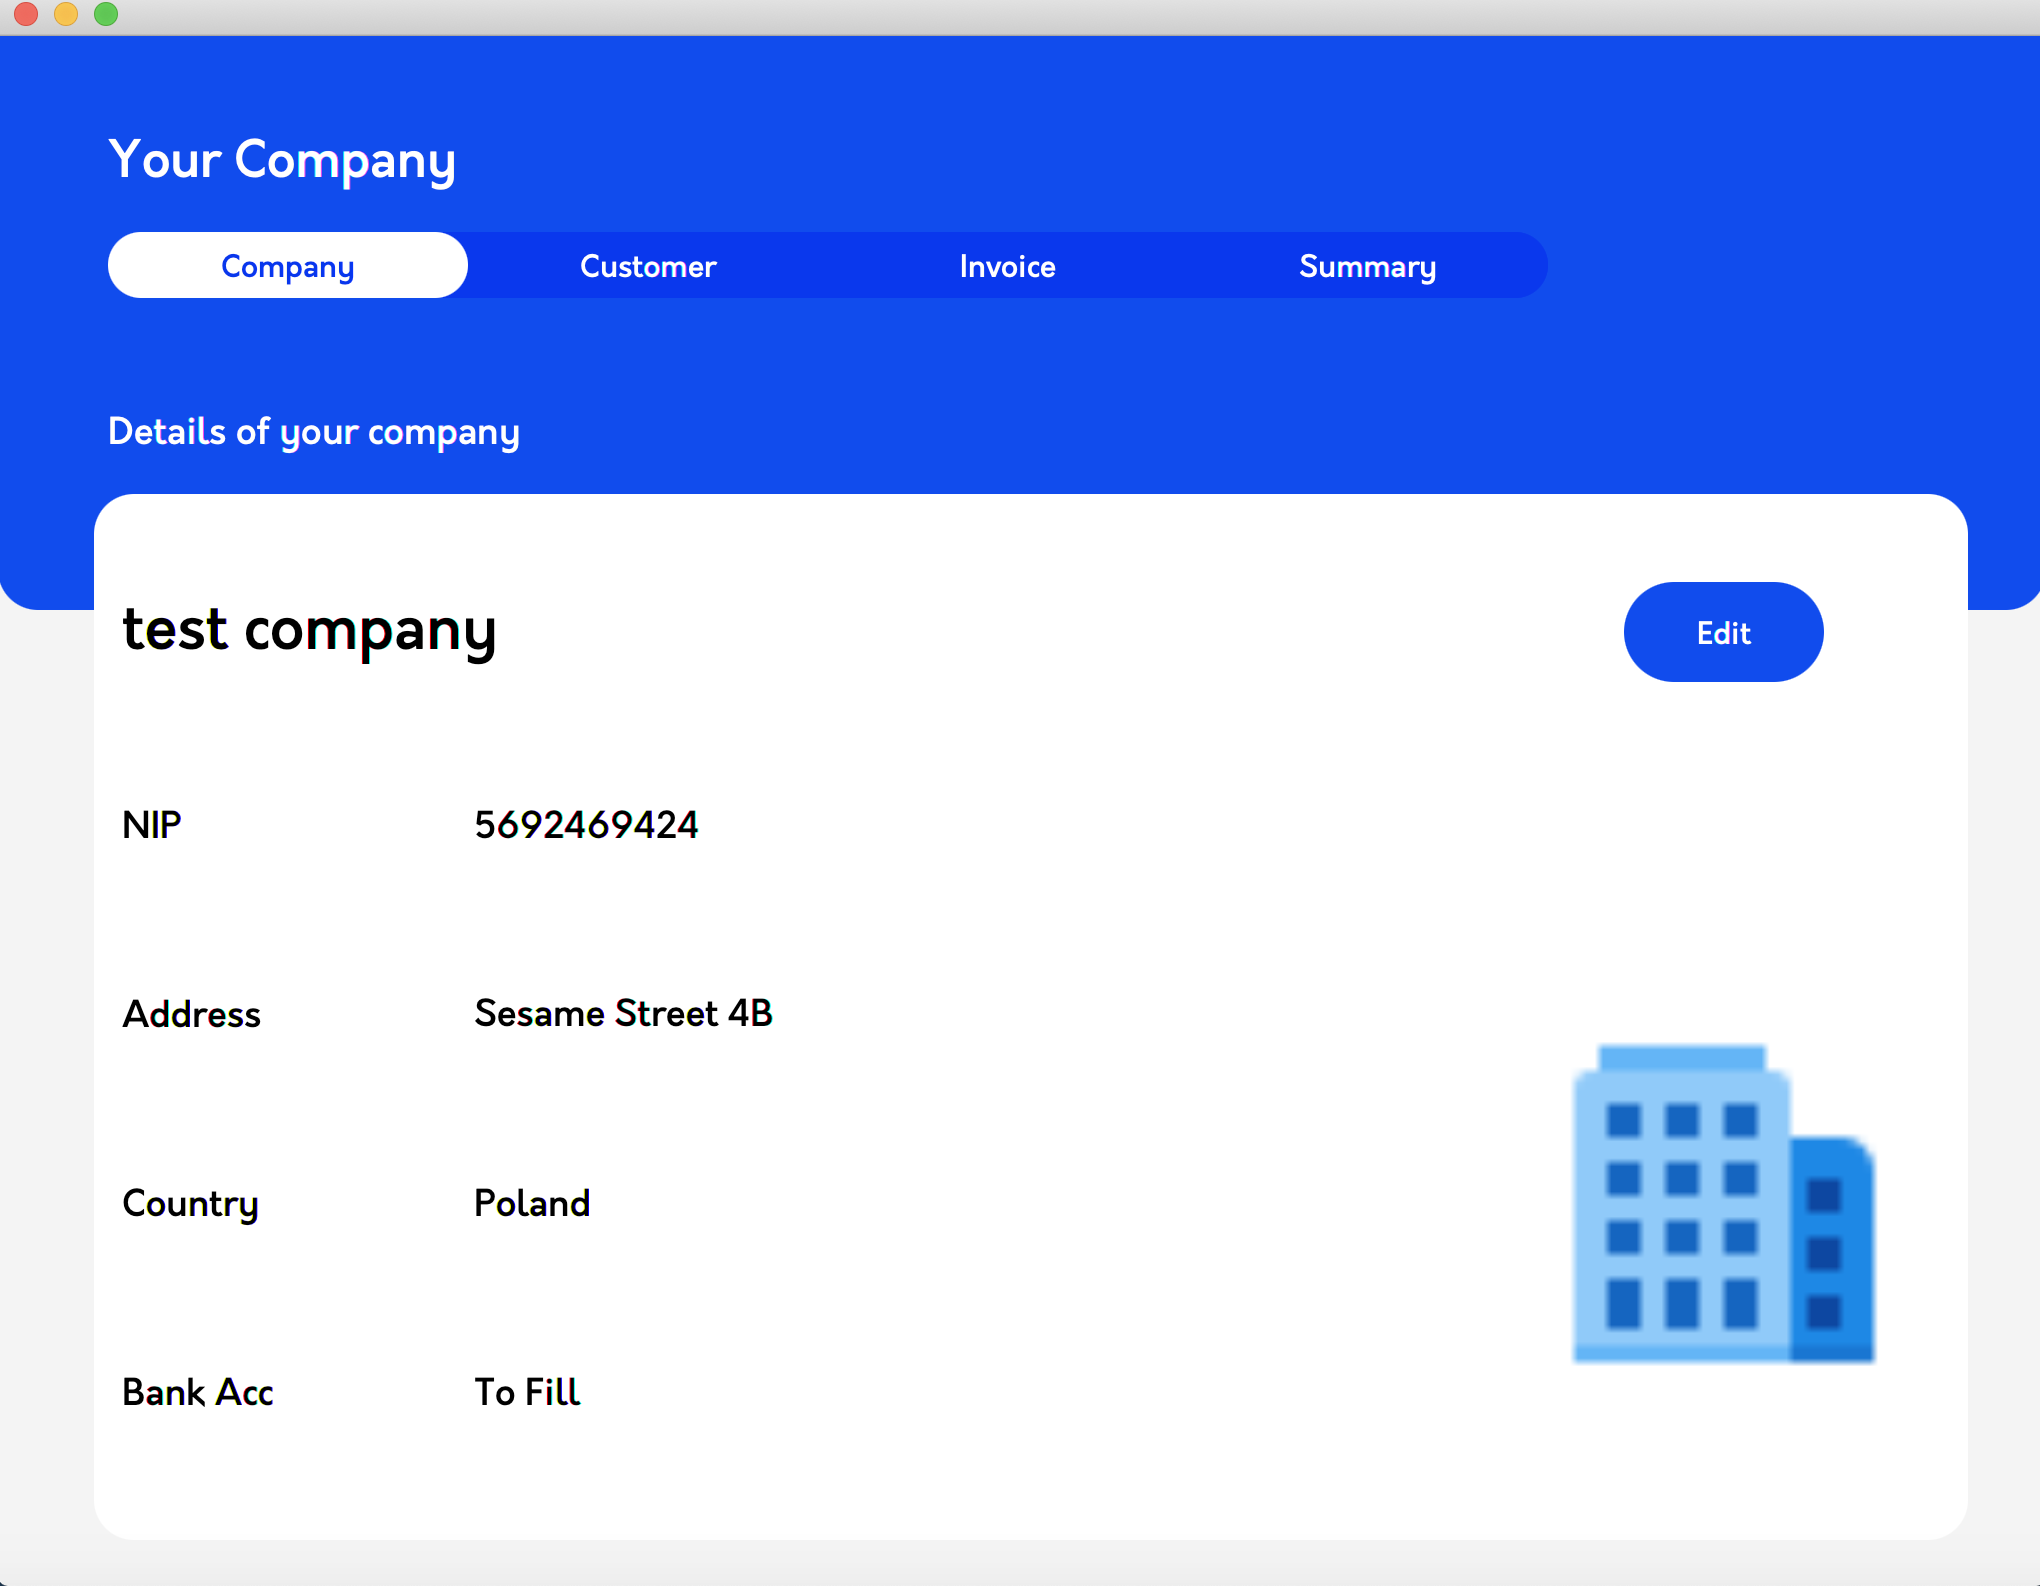 Your Company
Company Customer Invoice Summary
Details of your company
test company Edit
NIP 5692469424
Address Sesame Street 4B
Country Poland
Bank Acc To Fill